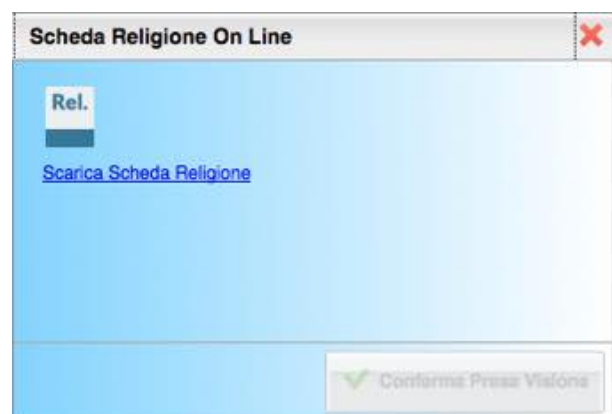 Scheda Religione On Line
Rel.
Scarica Scheda Religione
Conferma Presa Visione